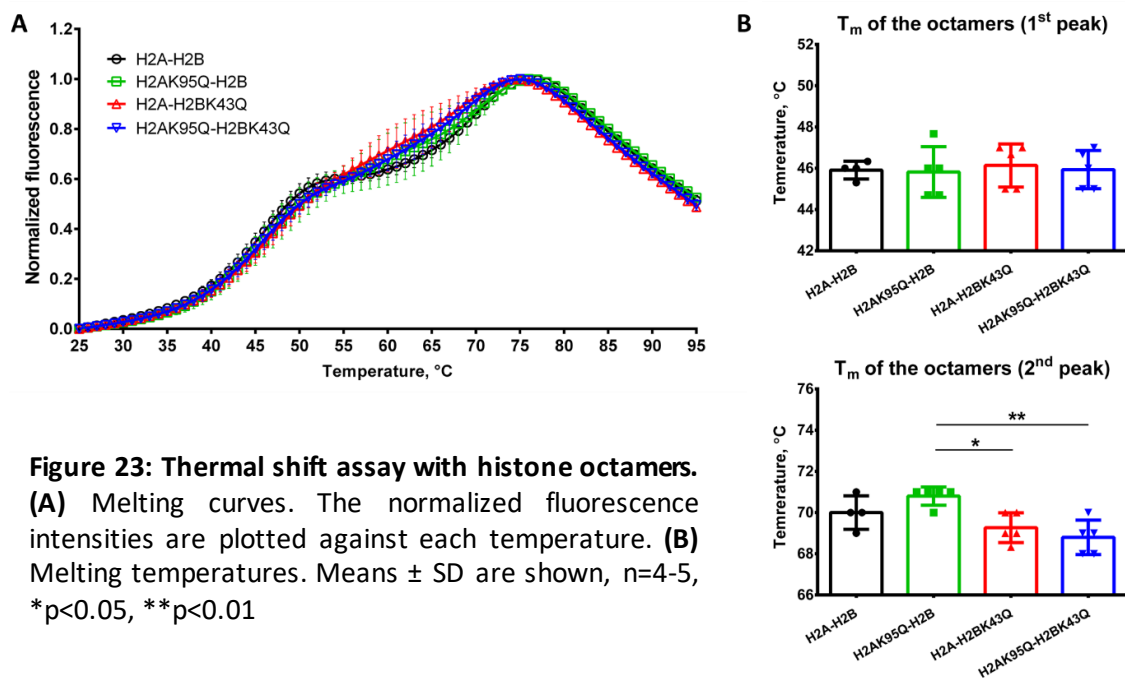 A
H2A-H2B
H2AK95Q-H2B
H2A-H2BK43Q
H2AK95Q-H2BK43Q
Normalized fluorescence
1.0
0.8
0.6
0.4
0.2
0.0
25 30 35 40 45 50 55 60 65 70 75 80 85 90 95
Temperature, °C
B
Tm of the octamers (1st peak)
Temrerature, °C
52
50
48
46
44
42
H2A-H2B
H2AK95Q-H2B
H2A-H2BK43Q
H2AK95Q-H2BK43Q
Tm of the octamers (2nd peak)
Temrerature, °C
76
74
72
70
68
66
**
*
H2A-H2B
H2AK95Q-H2B
H2A-H2BK43Q
H2AK95Q-H2BK43Q
Figure 23: Thermal shift assay with histone octamers.
(A) Melting curves. The normalized fluorescence
intensities are plotted against each temperature. (B)
Melting temperatures. Means ± SD are shown, n=4-5,
*p<0.05, **p<0.01